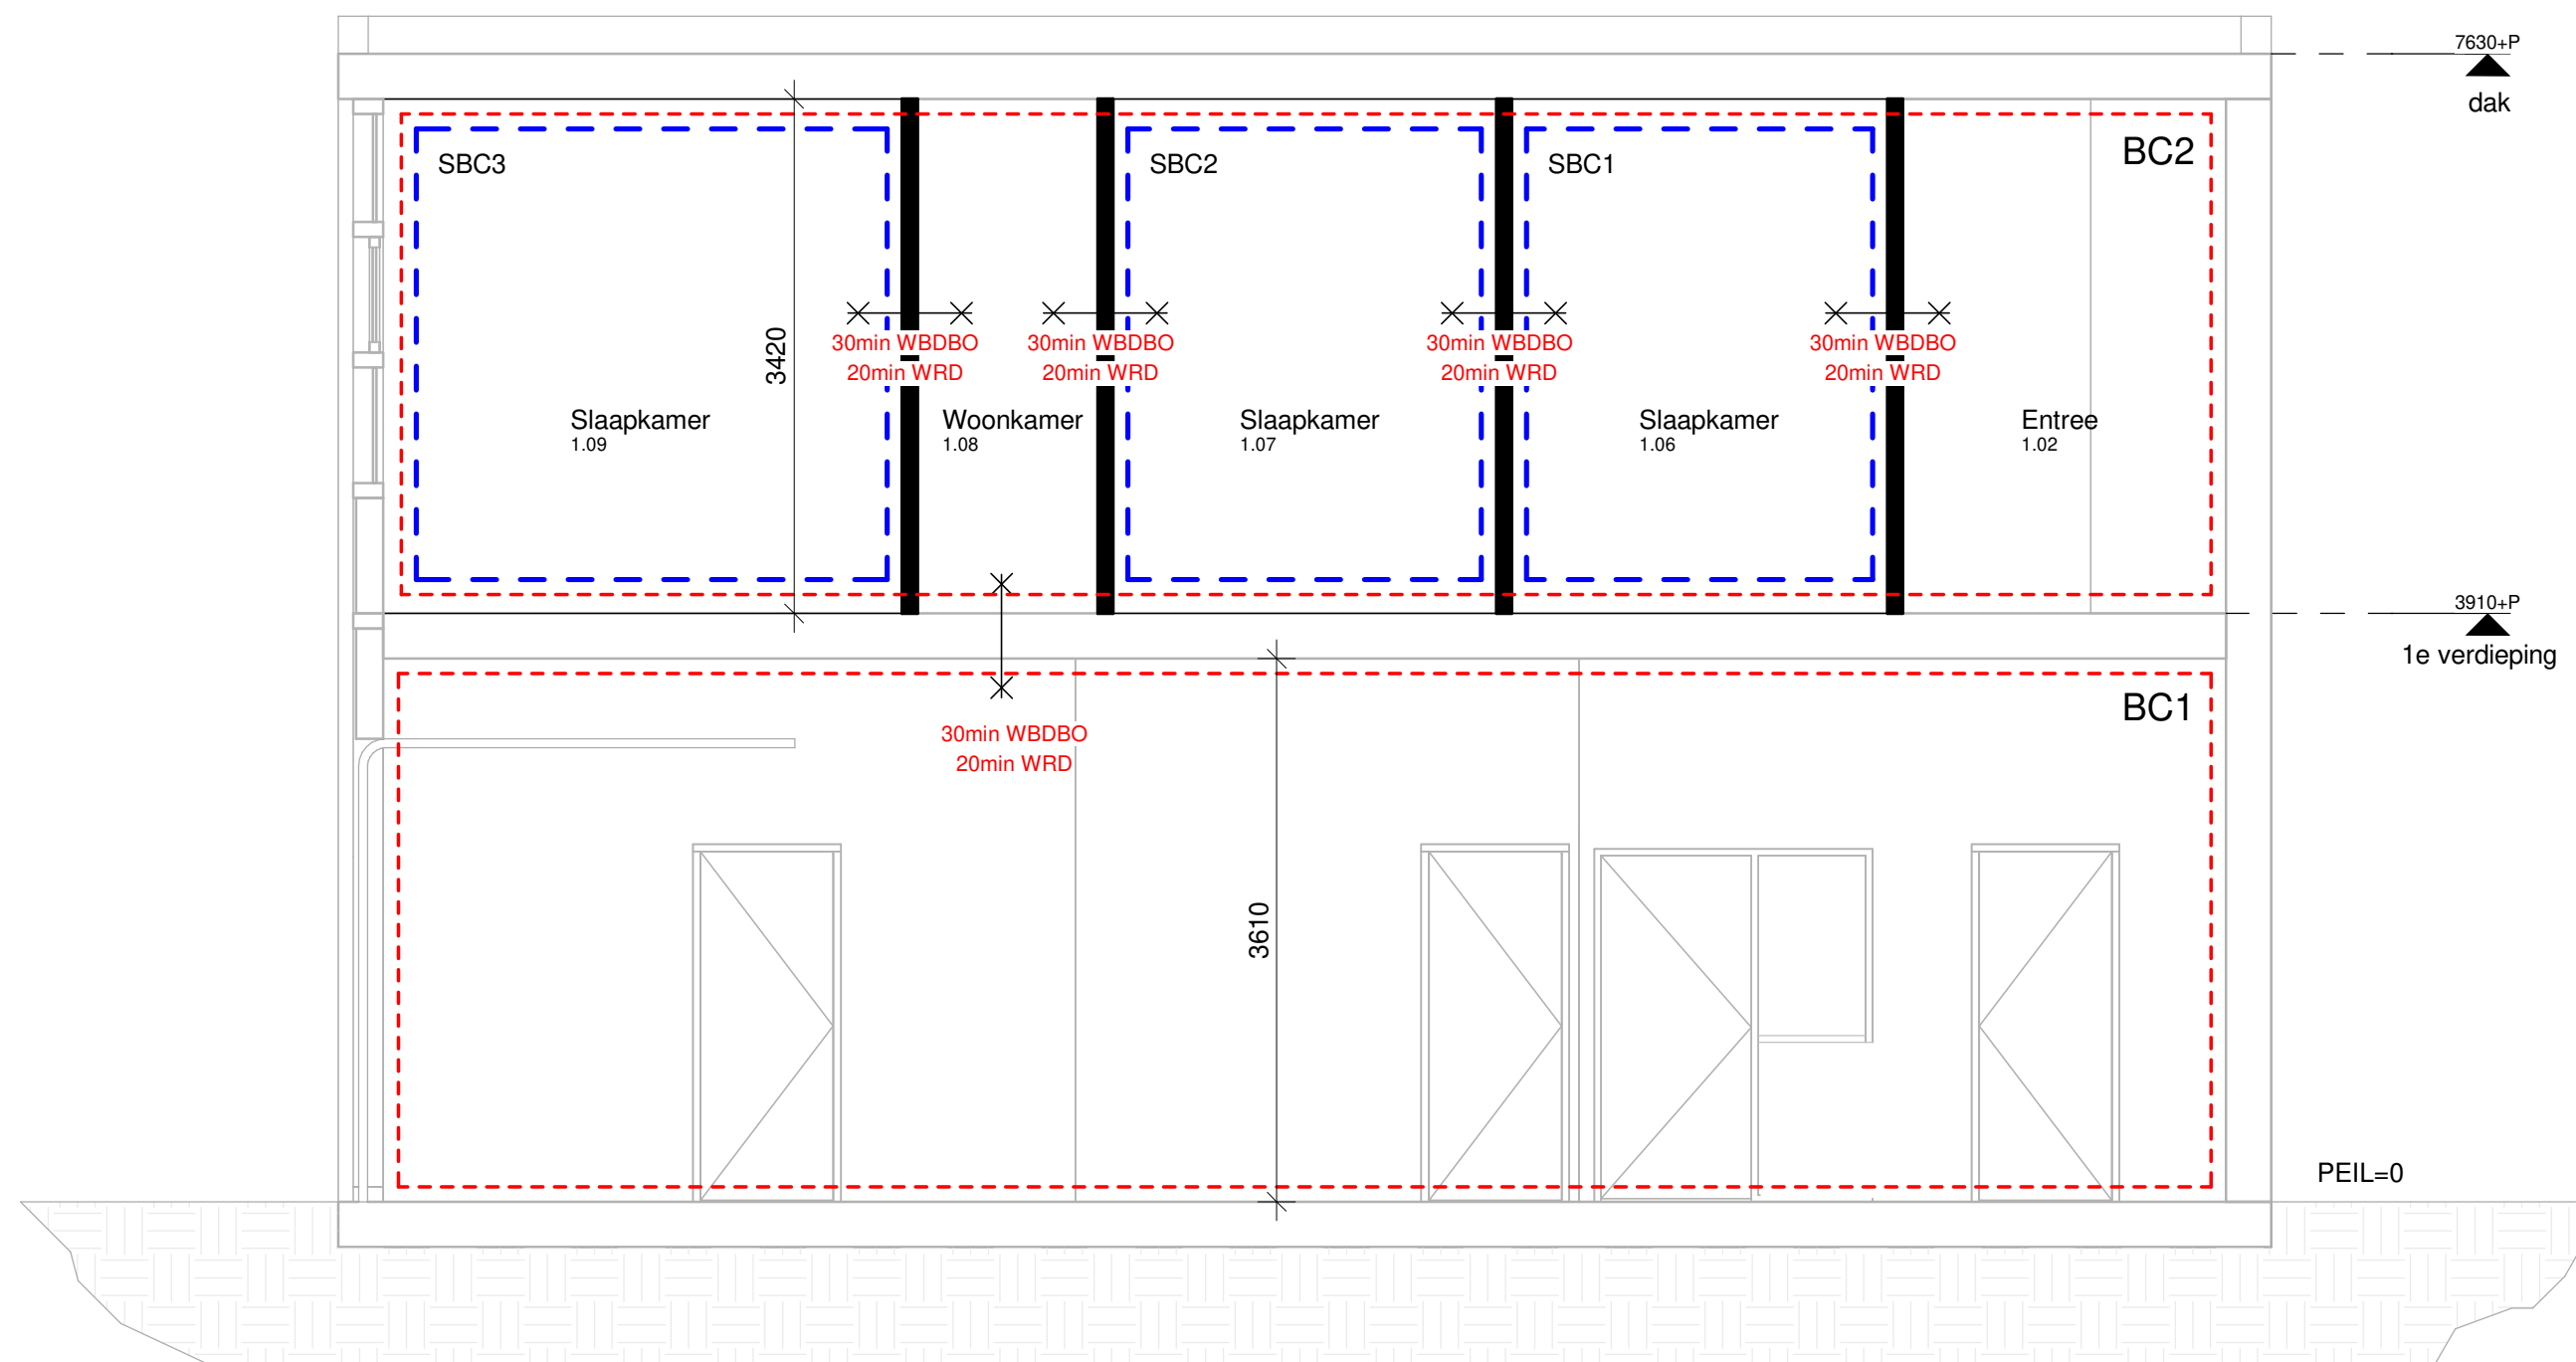 7630+P
dak
BC2
SBC3
SBC2
SBC1
30min WBDBO
20min WRD
30min WBDBO
20min WRD
30min WBDBO
20min WRD
30min WBDBO
20min WRD
3420
Slaapkamer
1.09
Woonkamer
1.08
Slaapkamer
1.07
Slaapkamer
1.06
Entree
1.02
3910+P
1e verdieping
BC1
30min WBDBO
20min WRD
3610
PEIL=0